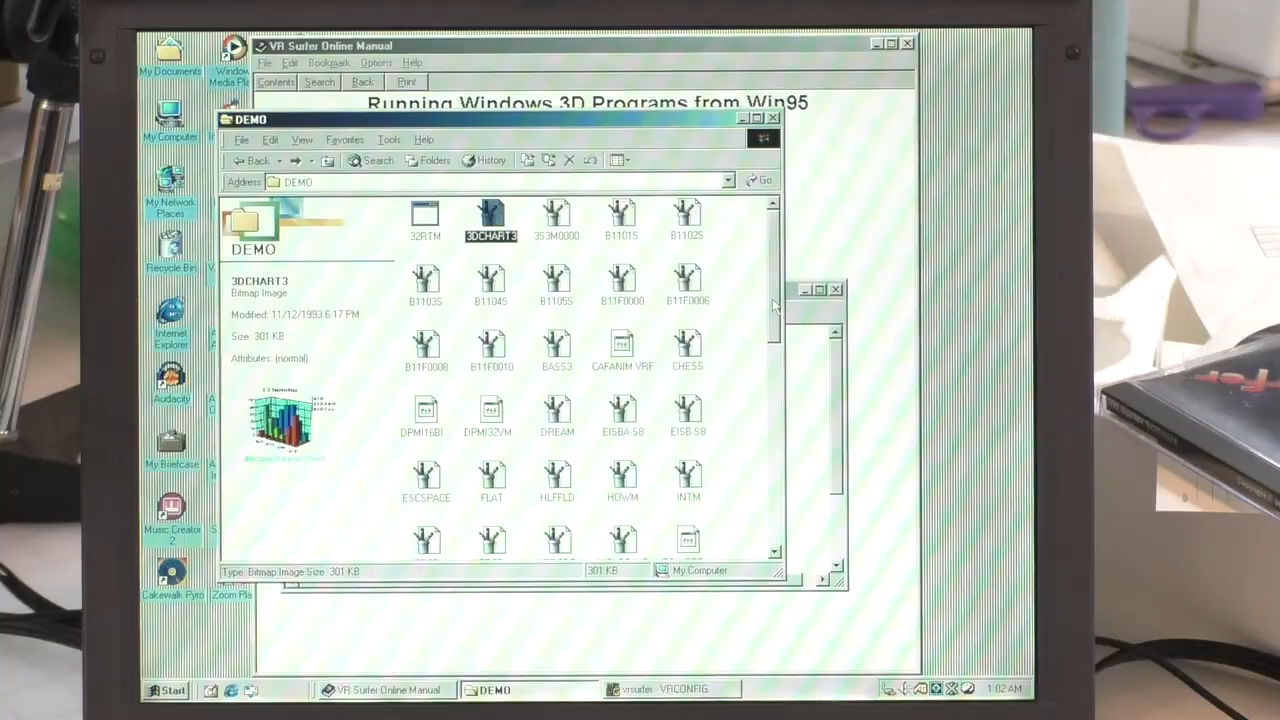 My Documents
Window
Media Pla
My Computer
My Network
Places
Recycle Bin
Internet
Explorer
Audacity
My Briefcase
Music Creator
2
Cakewalk Pyro
Zoom Pla
VR Surfer Online Manual
File Edit Bookmark Options Help
Contents Search Back Print
Running Windows 3D Programs from Win95
DEMO
File Edit View Favorites Tools Help
Back Search Folders History
Address DEMO Go
DEMO
3DCHART3
Bitmap Image
Modified: 11/12/1993 6:17 PM
Size: 301 KB
Attributes: (normal)
32RTM 3DCHART3 3S3M0000 B1101S B1102S
B1103S B1104S B1105S B11F0000 B11F0006
B11F0008 B11F0010 BASS3 CAFANIM VRF CHESS
DPMI16BI DPMI32VM DREAM EISBA-S8 EISB-S8
ESCSPACE FLAT HLFFLD HOWM INTM
Type: Bitmap Image Size: 301 KB 301 KB My Computer
Start VR Surfer Online Manual DEMO vrsurfer - VRCONFIG 1:02 AM